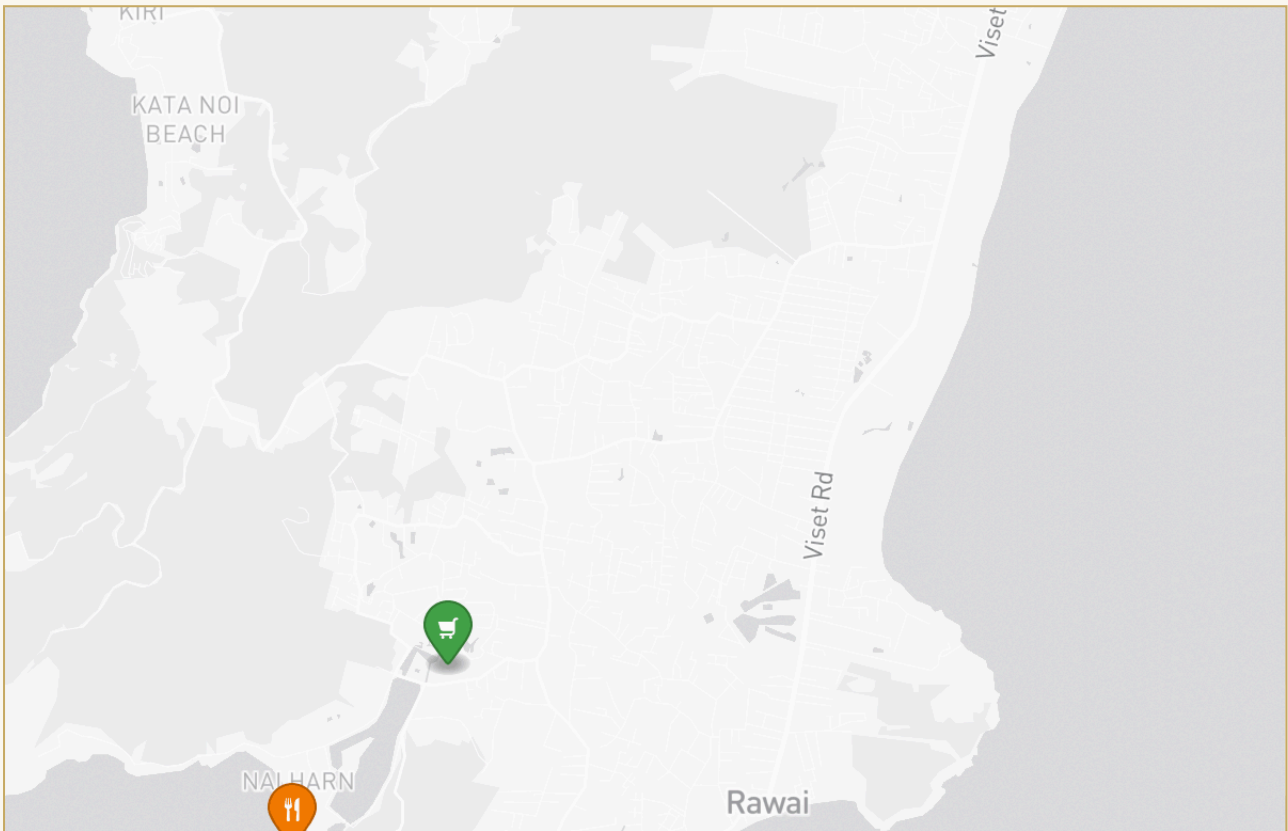 KIRI
Viset
KATA NOI
BEACH
Viset Rd
NAI HARN
Rawai